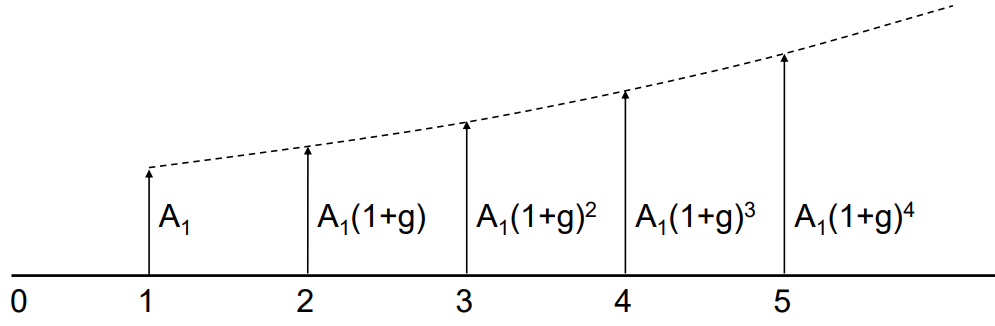 A₁ A₁(1+g) A₁(1+g)² A₁(1+g)³ A₁(1+g)⁴
0 1 2 3 4 5